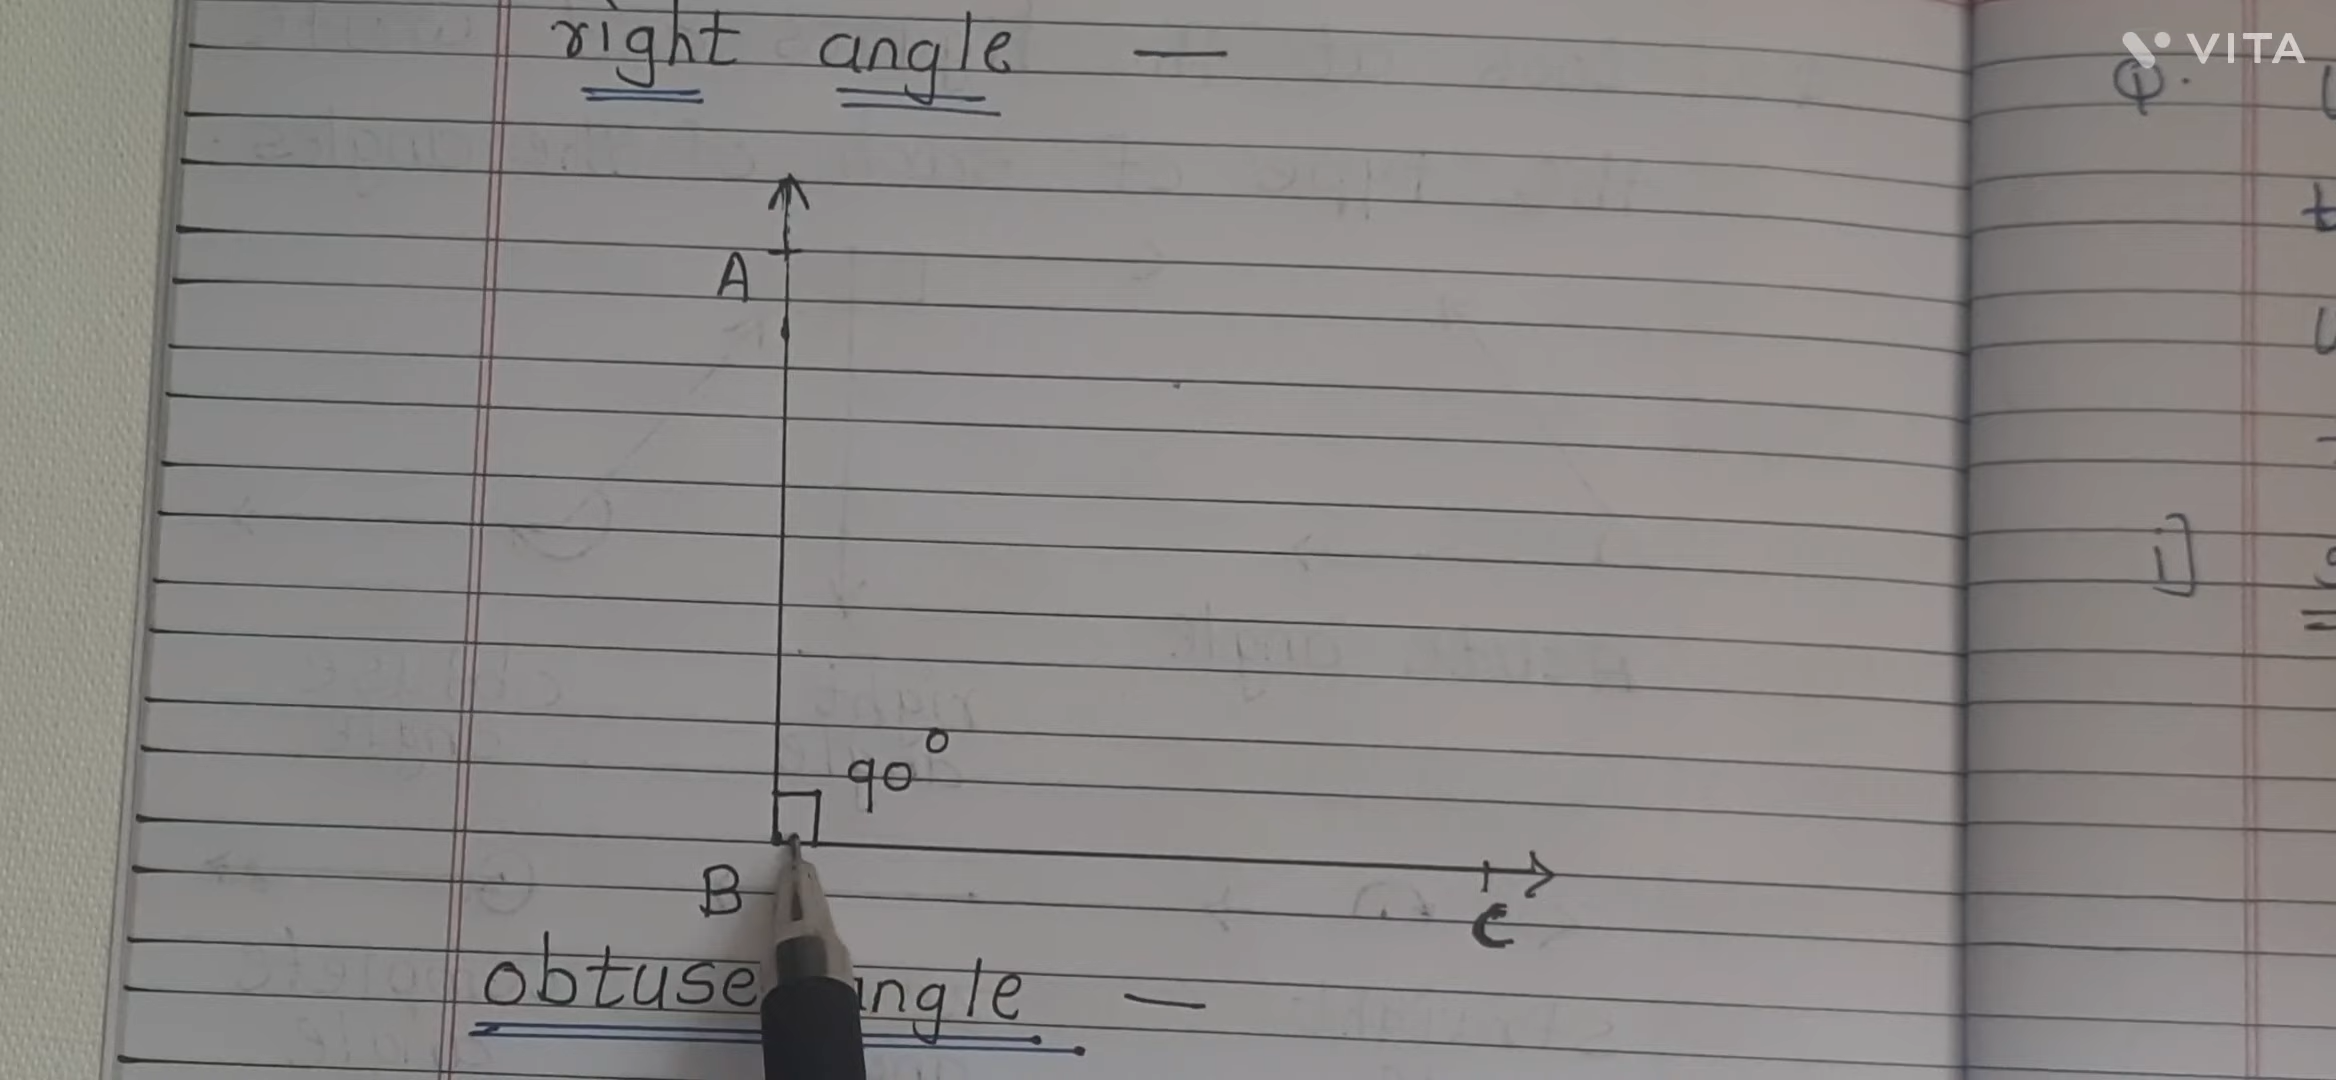 right angle —
VITA
Q.
A
i]
90°
B
C
obtuse angle —